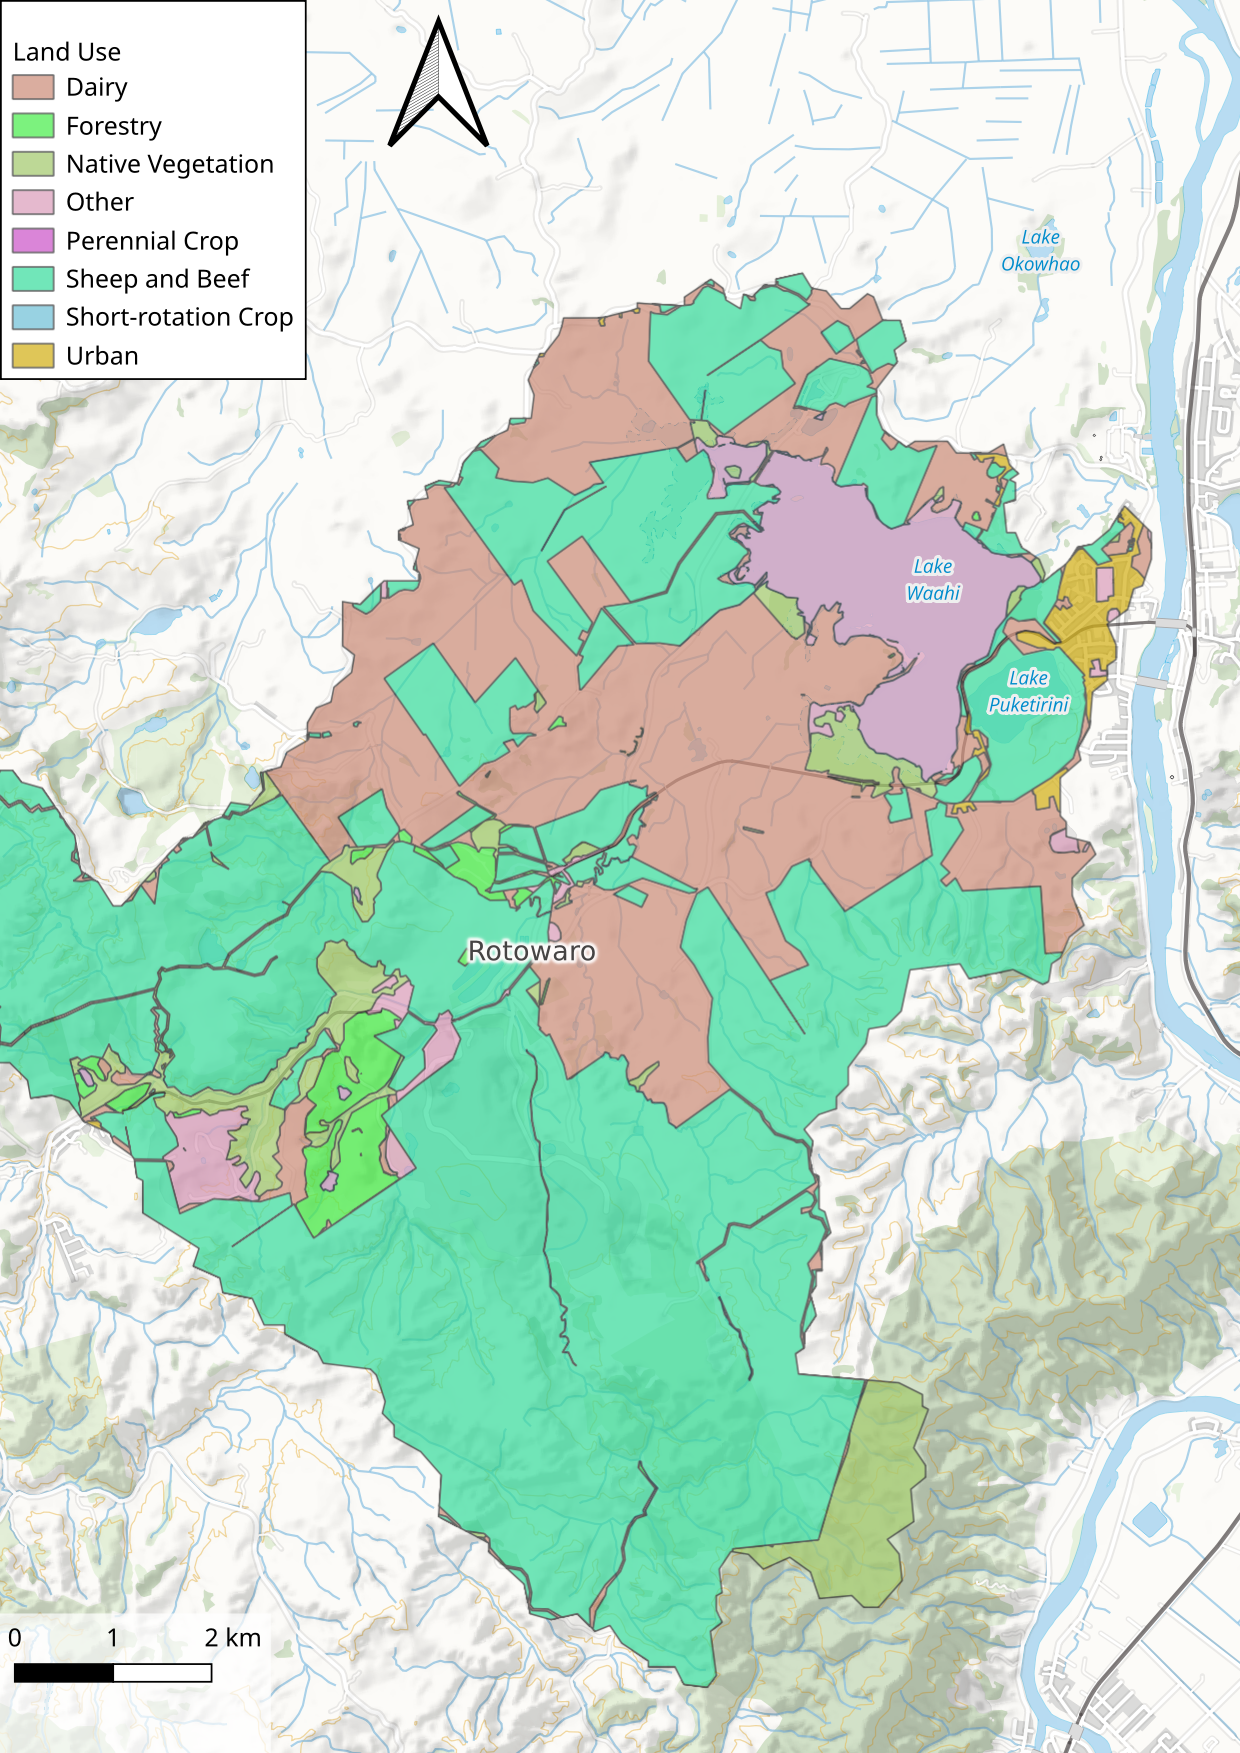 Land Use
Dairy
Forestry
Native Vegetation
Other
Perennial Crop
Sheep and Beef
Short-rotation Crop
Urban
Lake
Okowhao
Lake
Waahi
Lake
Puketirini
Rotowaro
0 1 2 km